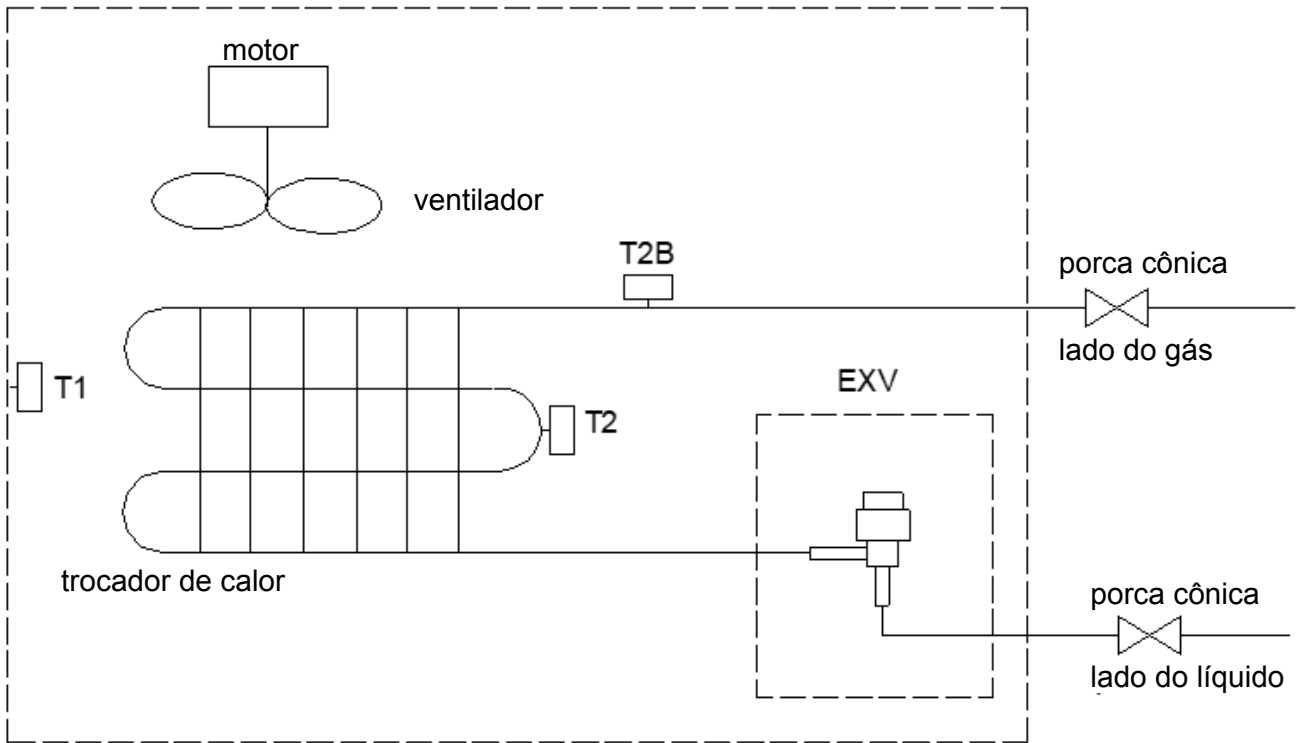 motor
ventilador
T2B
porca cônica
lado do gás
T1
EXV
T2
trocador de calor
porca cônica
lado do líquido